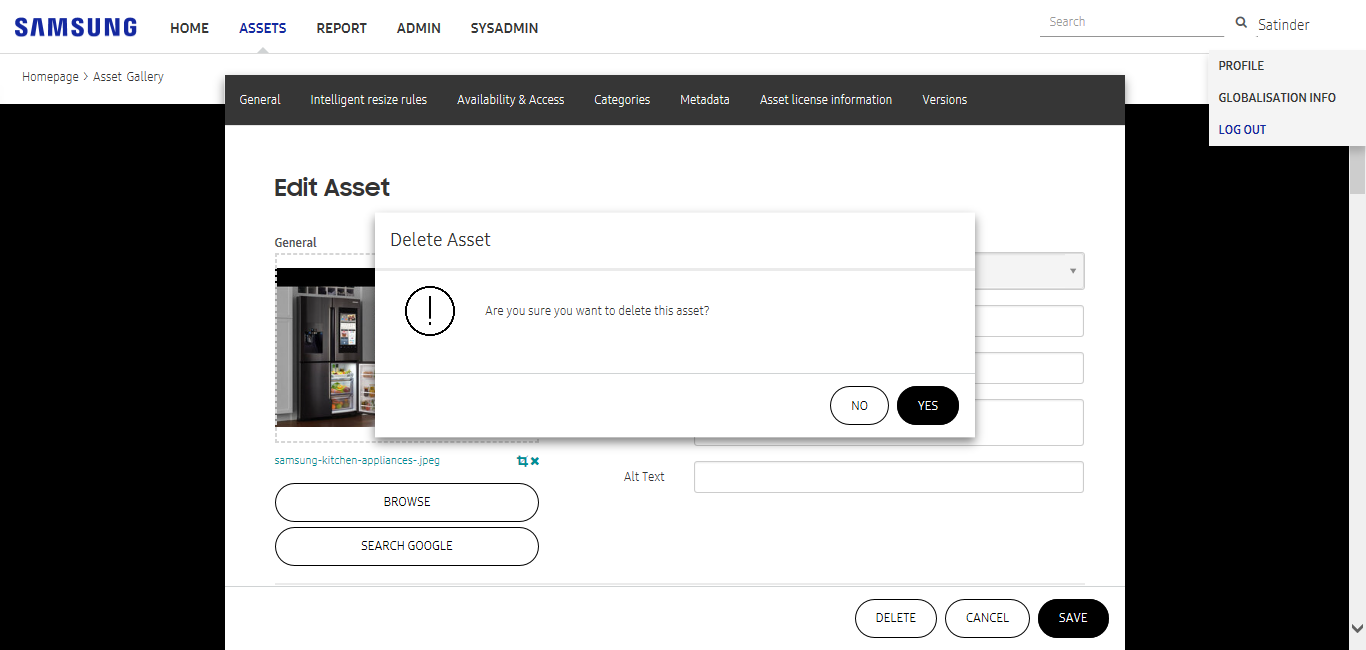 SAMSUNG HOME ASSETS REPORT ADMIN SYSADMIN Search Satinder
PROFILE
GLOBALISATION INFO
LOG OUT
Homepage > Asset Gallery
General Intelligent resize rules Availability & Access Categories Metadata Asset license information Versions
Edit Asset
General
Delete Asset
Are you sure you want to delete this asset?
NO YES
samsung-kitchen-appliances-.jpeg
Alt Text
BROWSE
SEARCH GOOGLE
DELETE CANCEL SAVE